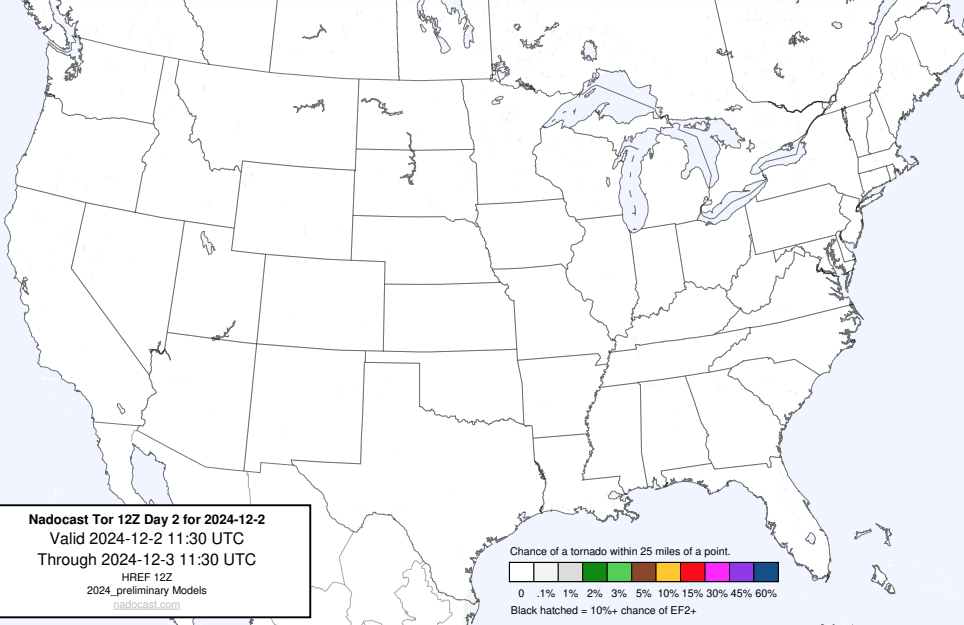 Nadocast Tor 12Z Day 2 for 2024-12-2
Valid 2024-12-2 11:30 UTC
Through 2024-12-3 11:30 UTC
HREF 12Z
2024_preliminary Models
nadocast.com
Chance of a tornado within 25 miles of a point.
0 .1% 1% 2% 3% 5% 10% 15% 30% 45% 60%
Black hatched = 10%+ chance of EF2+